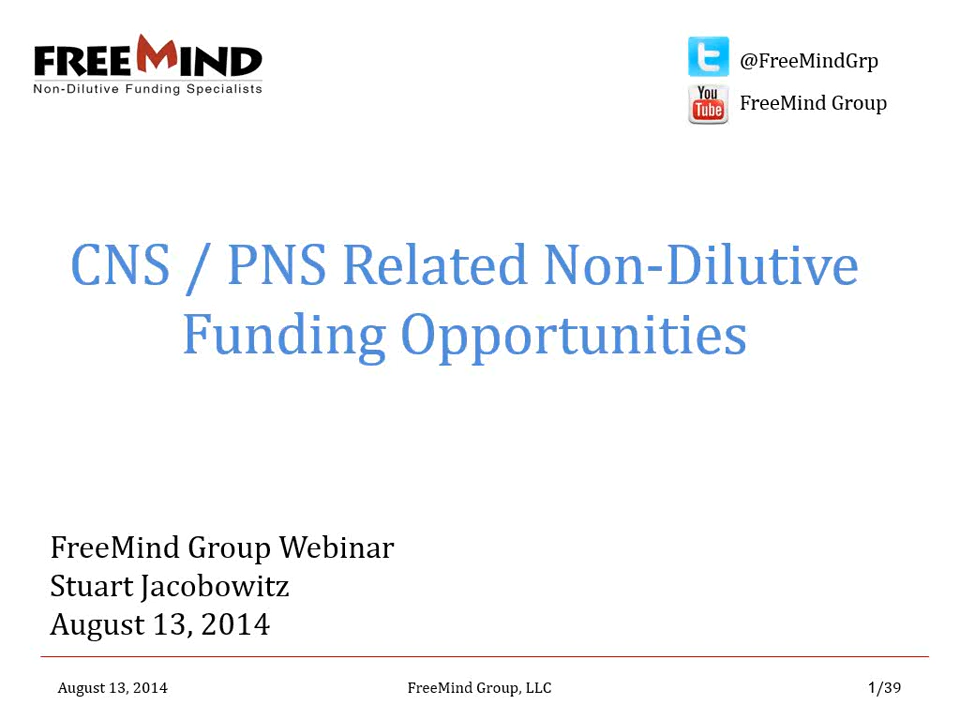 FREEMIND
Non-Dilutive Funding Specialists
@FreeMindGrp
You
Tube
FreeMind Group
CNS / PNS Related Non-Dilutive
Funding Opportunities
FreeMind Group Webinar
Stuart Jacobowitz
August 13, 2014
August 13, 2014
FreeMind Group, LLC
1/39